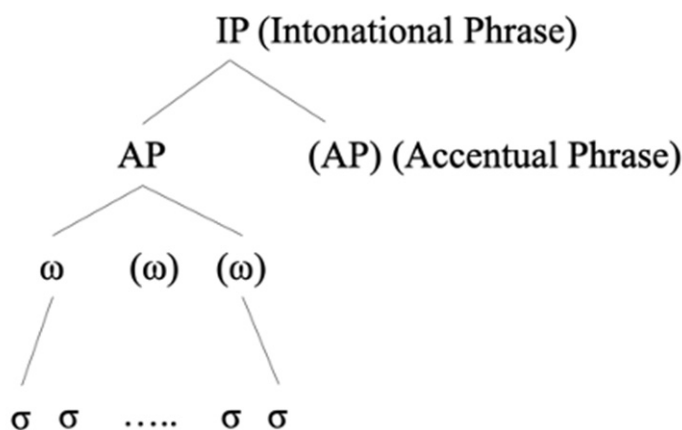 IP (Intonational Phrase)
AP (AP) (Accentual Phrase)
ω (ω) (ω)
σ σ ..... σ σ